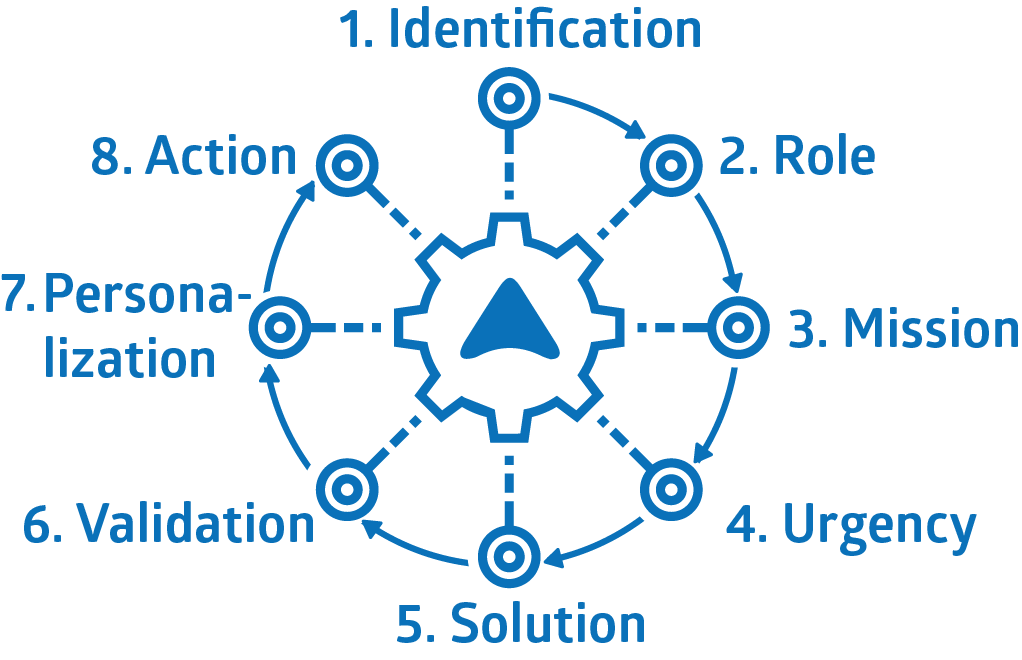 1. Identification
2. Role
3. Mission
4. Urgency
5. Solution
6. Validation
7. Persona-
lization
8. Action